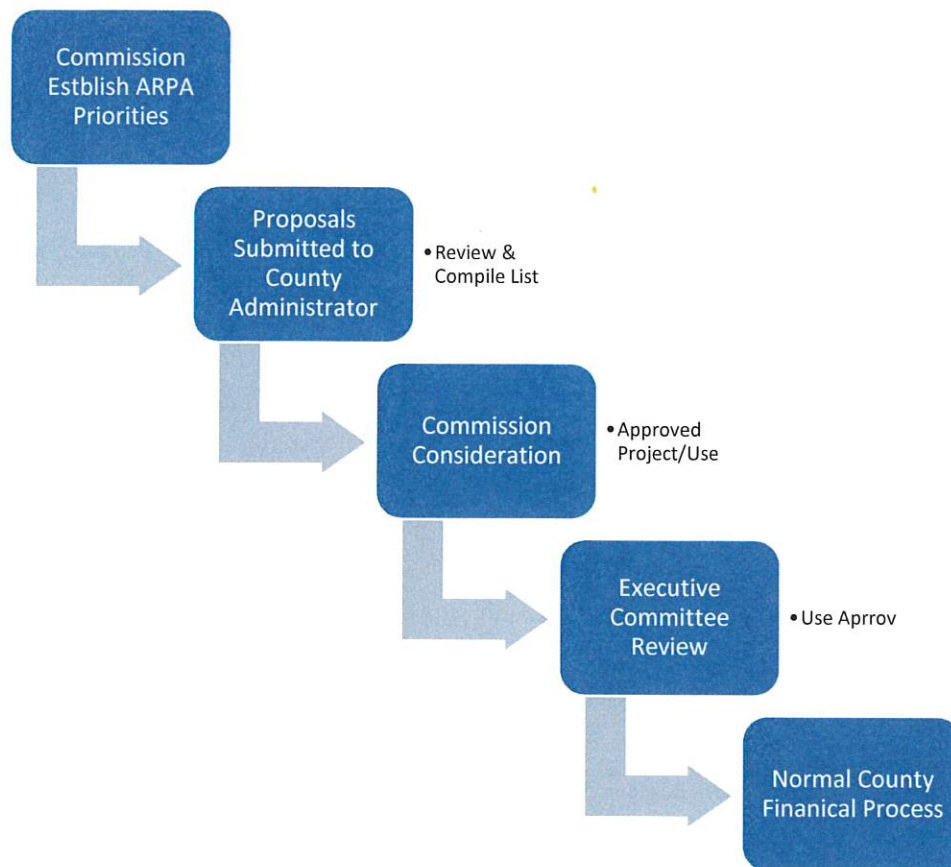 Commission
Estblish ARPA
Priorities
Proposals
Submitted to
County
Administrator
•Review &
Compile List
Commission
Consideration
•Approved
Project/Use
Executive
Committee
Review
•Use Aprrov
Normal County
Finanical Process